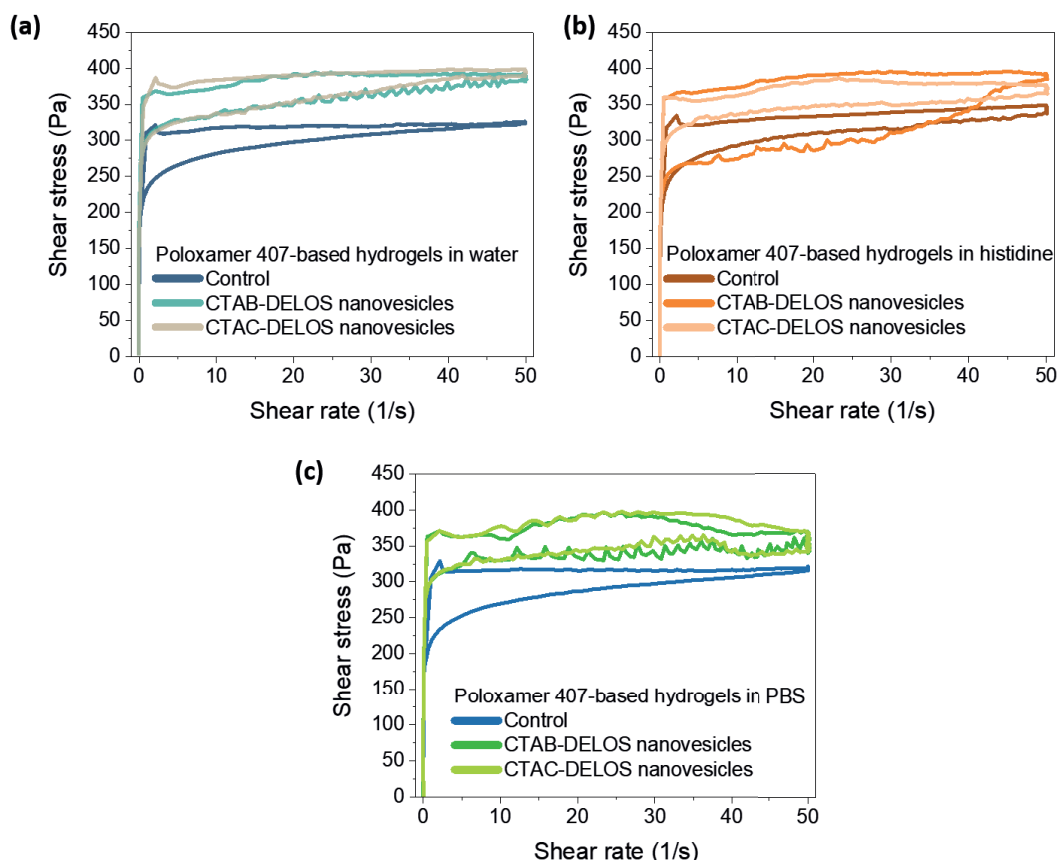 (a)
450
400
350
300
250
200
150
100
50
0
Shear stress (Pa)
Poloxamer 407-based hydrogels in water
Control
CTAB-DELOS nanovesicles
CTAC-DELOS nanovesicles
0 10 20 30 40 50
Shear rate (1/s)
(b)
450
400
350
300
250
200
150
100
50
0
Shear stress (Pa)
Poloxamer 407-based hydrogels in histidine
Control
CTAB-DELOS nanovesicles
CTAC-DELOS nanovesicles
0 10 20 30 40 50
Shear rate (1/s)
(c)
450
400
350
300
250
200
150
100
50
0
Shear stress (Pa)
Poloxamer 407-based hydrogels in PBS
Control
CTAB-DELOS nanovesicles
CTAC-DELOS nanovesicles
0 10 20 30 40 50
Shear rate (1/s)